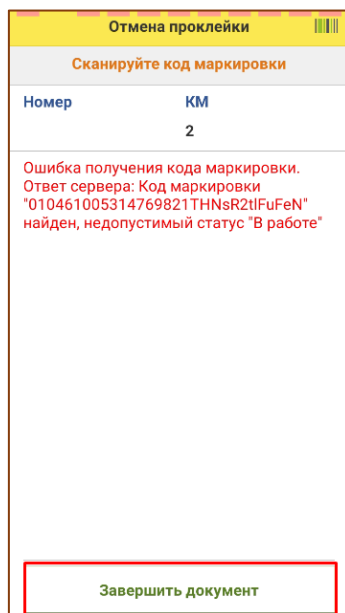 Отмена проклейки
Сканируйте код маркировки
Номер КМ
2
Ошибка получения кода маркировки.
Ответ сервера: Код маркировки
"010461005314769821THNsR2tlFuFeN"
найден, недопустимый статус "В работе"
Завершить документ